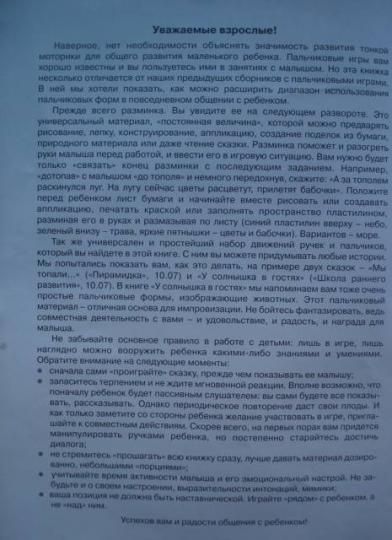 Уважаемые взрослые!
Наверное, нет необходимости объяснять значимость развития тонкой
моторики для общего развития маленького ребенка. Пальчиковые игры вам
хорошо известны и вы пользуетесь ими в занятиях с малышом. Но эта книжка
несколько отличается от наших предыдущих сборников с пальчиковыми играми.
В ней мы хотели показать, как можно расширить диапазон использования
пальчиковых форм в повседневном общении с ребенком.
Прежде всего разминка. Вы увидите ее на следующем развороте. Это
универсальный материал, «постоянная величина», которой можно предварять
рисование, лепку, конструирование, аппликацию, создание поделок из бумаги,
природного материала или даже чтение сказки. Разминка поможет и разогреть
руки малыша перед работой, и ввести его в игровую ситуацию. Вам нужно будет
только «связать» конец разминки с последующим заданием. Например,
«дотопав» с малышом «до тополя» и немного передохнув, скажите: «А за тополем
раскинулся луг. На лугу сейчас цветы расцветут, прилетят бабочки». Положите
перед ребенком лист бумаги и начинайте вместе рисовать или создавать
аппликацию, печатать краской или заполнять пространство пластилином,
разминая его в руках и размазывая по листу (синий пластилин вверху – небо,
зеленый внизу – трава, яркие пятнышки – цветы и бабочки). Вариантов – море.
Так же универсален и простейший набор движений ручек и пальчиков,
который вы найдете в этой книге. С ним вы можете придумывать любые истории.
Мы попытались показать вам, как это делать, на примере двух сказок – «Мы
топали...» («Пирамидка», 10.07) и «У солнышка в гостях» («Школа раннего
развития», 10.07). В книге «У солнышка в гостях» мы напоминаем вам тоже очень
простые пальчиковые формы, изображающие животных. Этот пальчиковый
материал – отличная основа для импровизации. Не бойтесь фантазировать, ведь
совместная деятельность с вами – и удовольствие, и радость, и награда для
малыша.
Не забывайте основное правило в работе с детьми: лишь в игре, лишь
наглядно можно вооружить ребенка какими-либо знаниями и умениями.
Обратите внимание на следующие моменты:
● сначала сами «проиграйте» сказку, прежде чем показывать ее малышу;
● запаситесь терпением и не ждите мгновенной реакции. Вполне возможно, что
поначалу ребенок будет пассивным слушателем: вы сами будете все показы-
вать, рассказывать. Однако периодическое повторение даст свои плоды. И
как только заметите со стороны ребенка желание участвовать в игре, пригла-
шайте к совместным действиям. Скорее всего, на первых порах вам придется
манипулировать ручками ребенка, но постепенно старайтесь достичь
диалога;
● не стремитесь «прошагать» всю книжку сразу, лучше давать материал дозиро-
ванно, небольшими «порциями»;
● учитывайте время активности малыша и его эмоциональный настрой. Не за-
будьте и о своем настроении, выразительности интонаций, мимики;
● ваша позиция не должна быть наставнической. Играйте «рядом» с ребенком, а
не «над» ним.
Успехов вам и радости общения с ребенком!